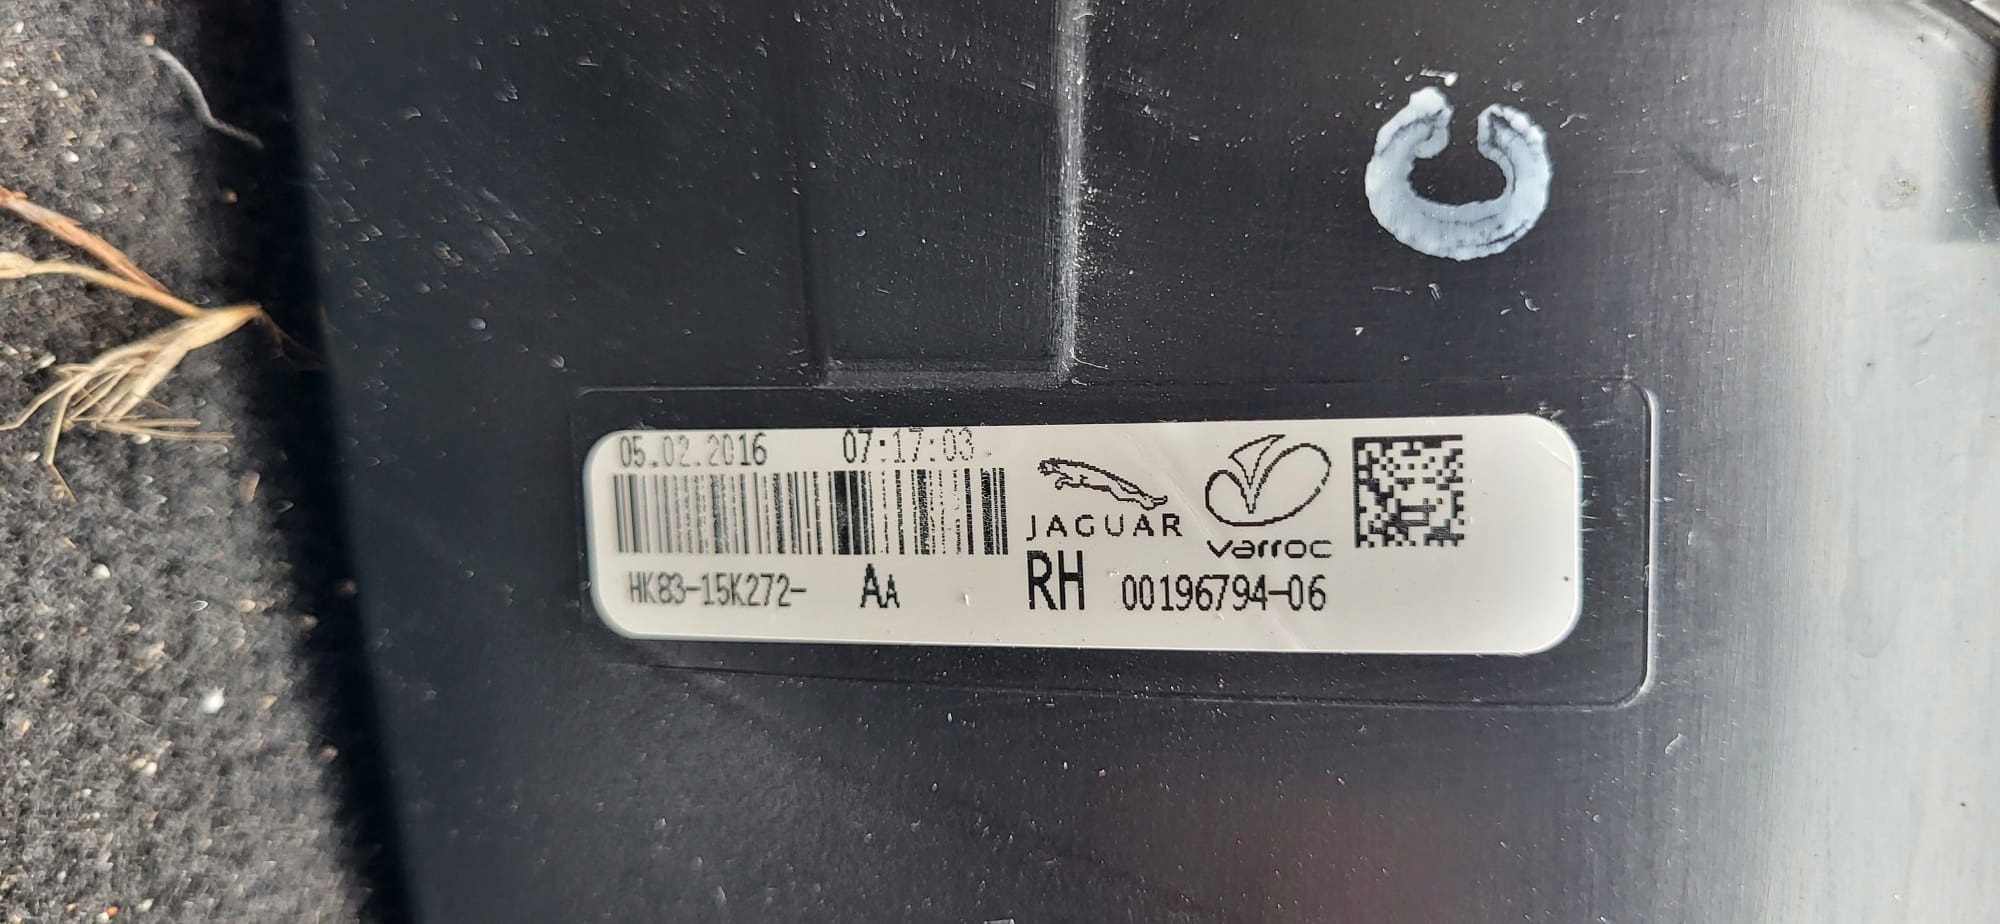 05.02.2016 07:17:03
JAGUAR
varroc
HK83-15K272- AA RH 00196794-06